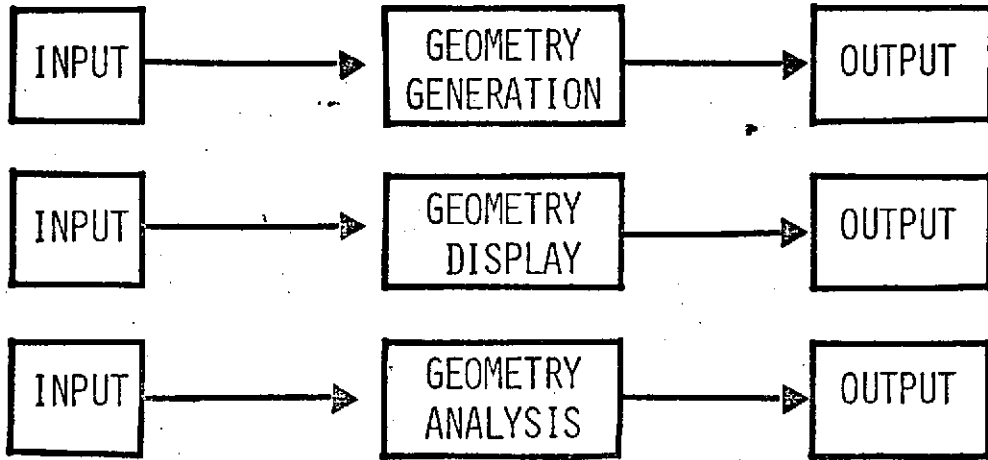 INPUT
GEOMETRY
GENERATION
OUTPUT
INPUT
GEOMETRY
DISPLAY
OUTPUT
INPUT
GEOMETRY
ANALYSIS
OUTPUT